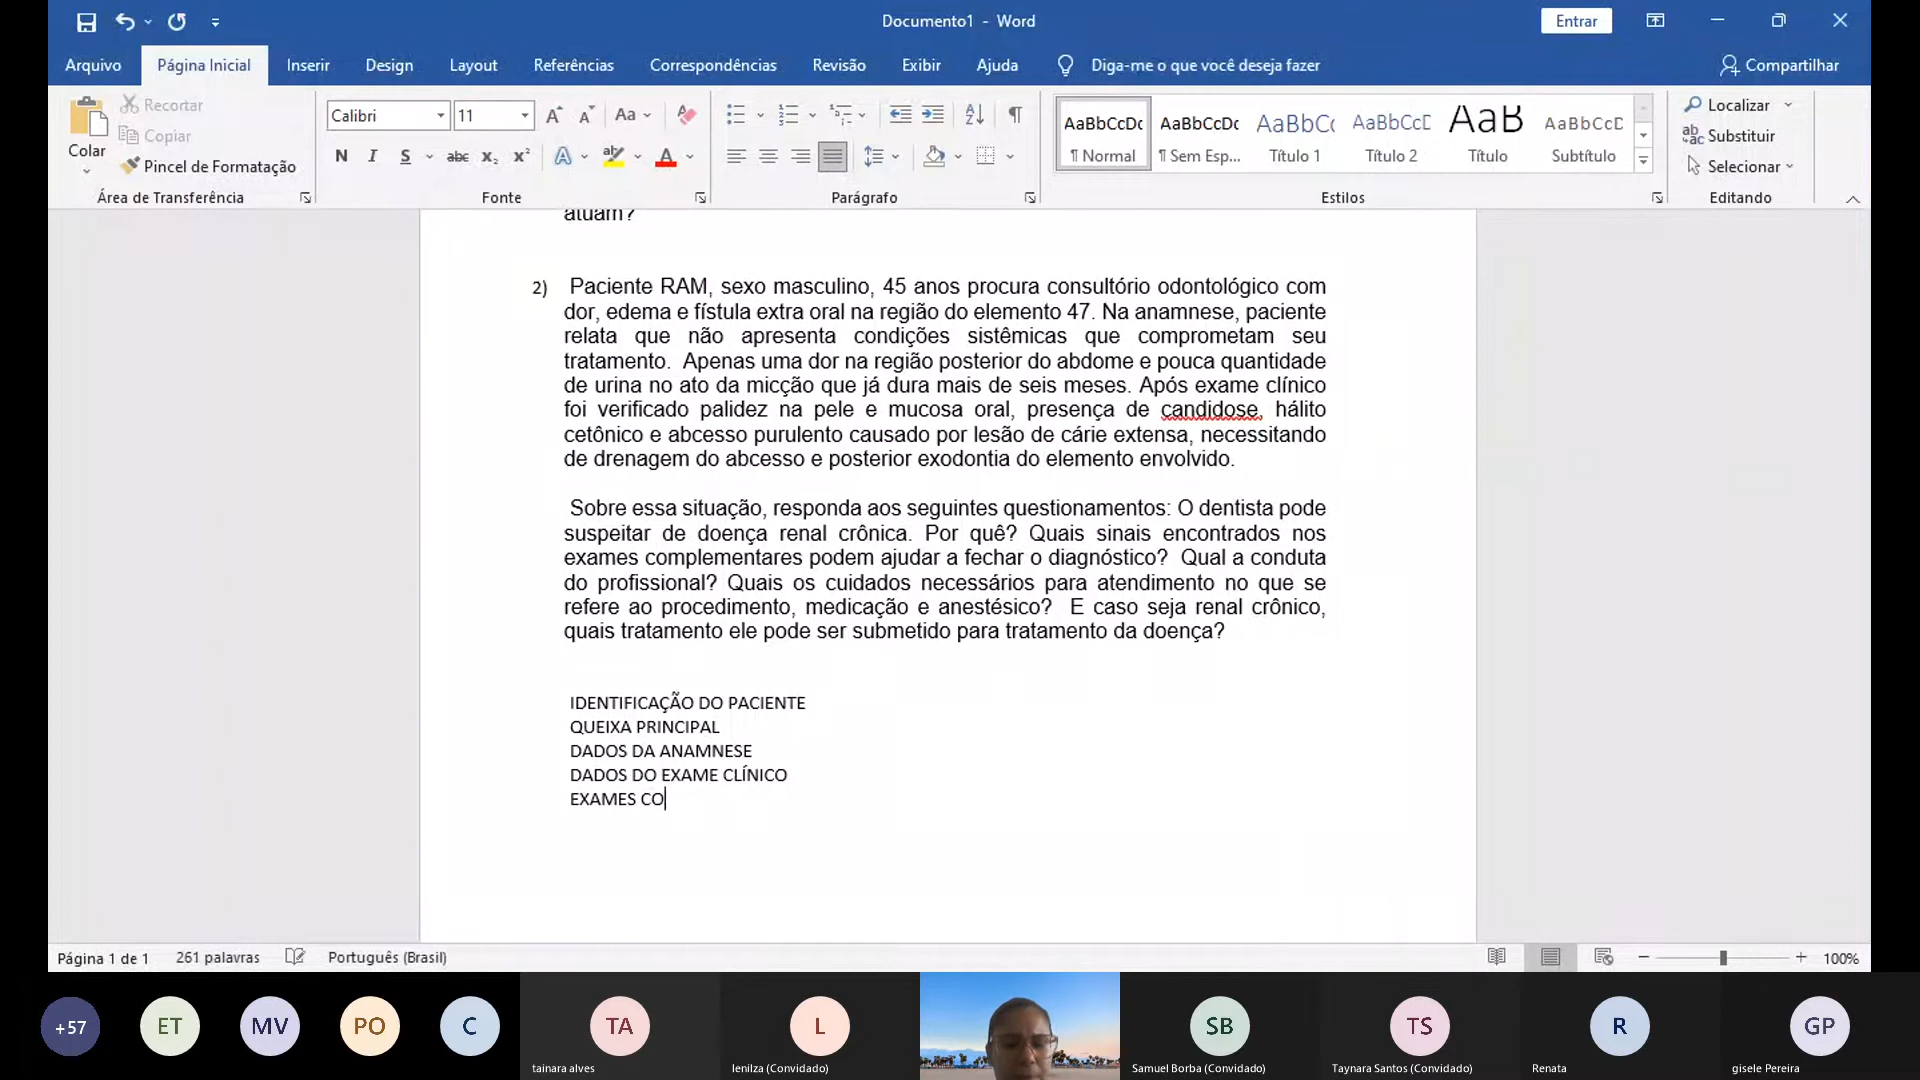 Documento1 - Word
Entrar
Arquivo
Página Inicial
Inserir
Design
Layout
Referências
Correspondências
Revisão
Exibir
Ajuda
Diga-me o que você deseja fazer
Compartilhar
Colar
Recortar
Copiar
Pincel de Formatação
Área de Transferência
Calibri
11
Aa
N I S abc x₂ x² A A
Fonte
Parágrafo
AaBbCcDc
¶ Normal
AaBbCcDc
¶ Sem Esp...
AaBbCc
Título 1
AaBbCcD
Título 2
AaB
Título
AaBbCcD
Subtítulo
Estilos
Localizar
Substituir
Selecionar
Editando
atuam?
2) Paciente RAM, sexo masculino, 45 anos procura consultório odontológico com
dor, edema e fístula extra oral na região do elemento 47. Na anamnese, paciente
relata que não apresenta condições sistêmicas que comprometam seu
tratamento. Apenas uma dor na região posterior do abdome e pouca quantidade
de urina no ato da micção que já dura mais de seis meses. Após exame clínico
foi verificado palidez na pele e mucosa oral, presença de candidose, hálito
cetônico e abcesso purulento causado por lesão de cárie extensa, necessitando
de drenagem do abcesso e posterior exodontia do elemento envolvido.
Sobre essa situação, responda aos seguintes questionamentos: O dentista pode
suspeitar de doença renal crônica. Por quê? Quais sinais encontrados nos
exames complementares podem ajudar a fechar o diagnóstico? Qual a conduta
do profissional? Quais os cuidados necessários para atendimento no que se
refere ao procedimento, medicação e anestésico? E caso seja renal crônico,
quais tratamento ele pode ser submetido para tratamento da doença?
IDENTIFICAÇÃO DO PACIENTE
QUEIXA PRINCIPAL
DADOS DA ANAMNESE
DADOS DO EXAME CLÍNICO
EXAMES CO
Página 1 de 1
261 palavras
Português (Brasil)
100%
+57
ET
MV
PO
C
TA
tainara alves
L
lenilza (Convidado)
SB
Samuel Borba (Convidado)
TS
Taynara Santos (Convidado)
R
Renata
GP
gisele Pereira